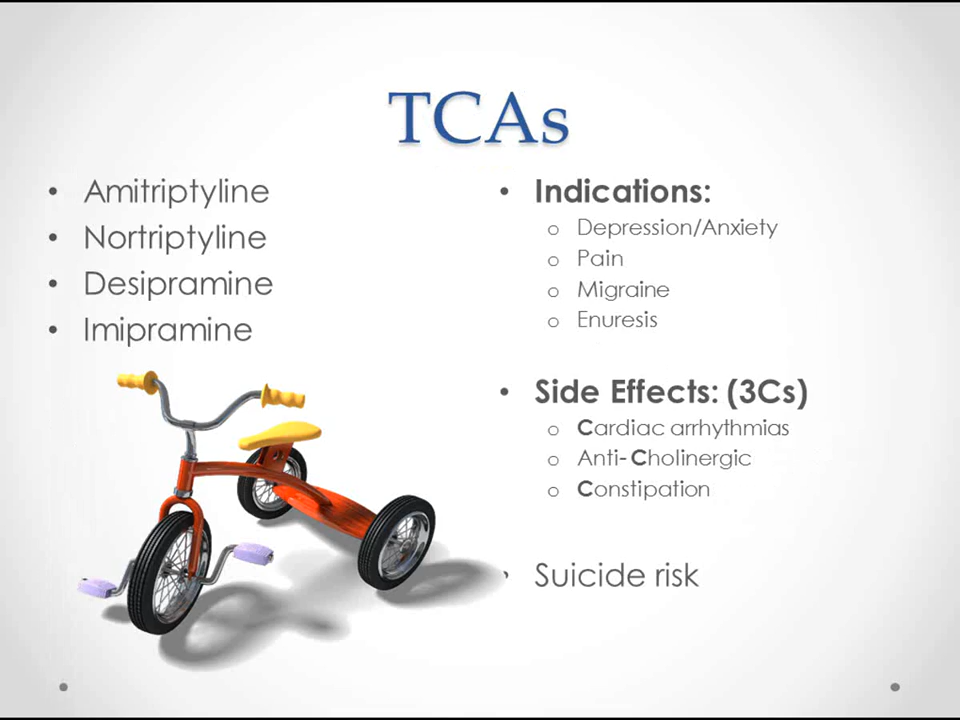 TCAs
• Amitriptyline
• Nortriptyline
• Desipramine
• Imipramine
• Indications:
o Depression/Anxiety
o Pain
o Migraine
o Enuresis
• Side Effects: (3Cs)
o Cardiac arrhythmias
o Anti-Cholinergic
o Constipation
• Suicide risk